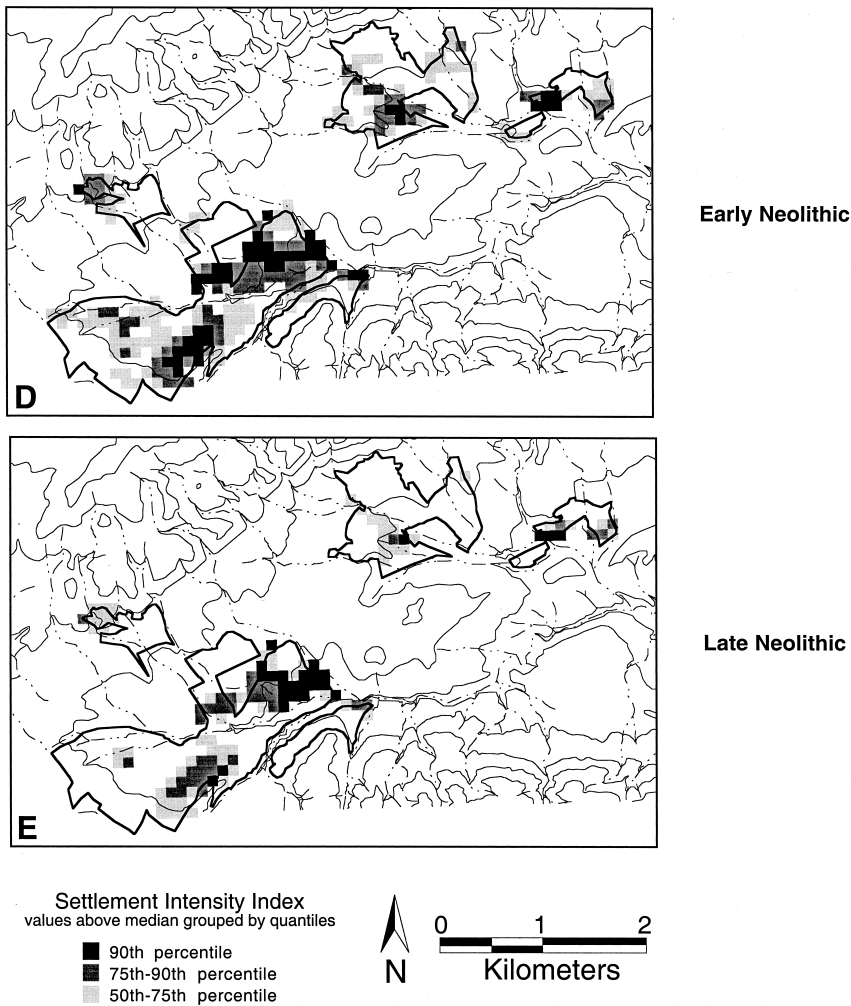 D
Early Neolithic
E
Late Neolithic
Settlement Intensity Index
values above median grouped by quantiles
90th percentile
75th-90th percentile
50th-75th percentile
N
0 1 2
Kilometers